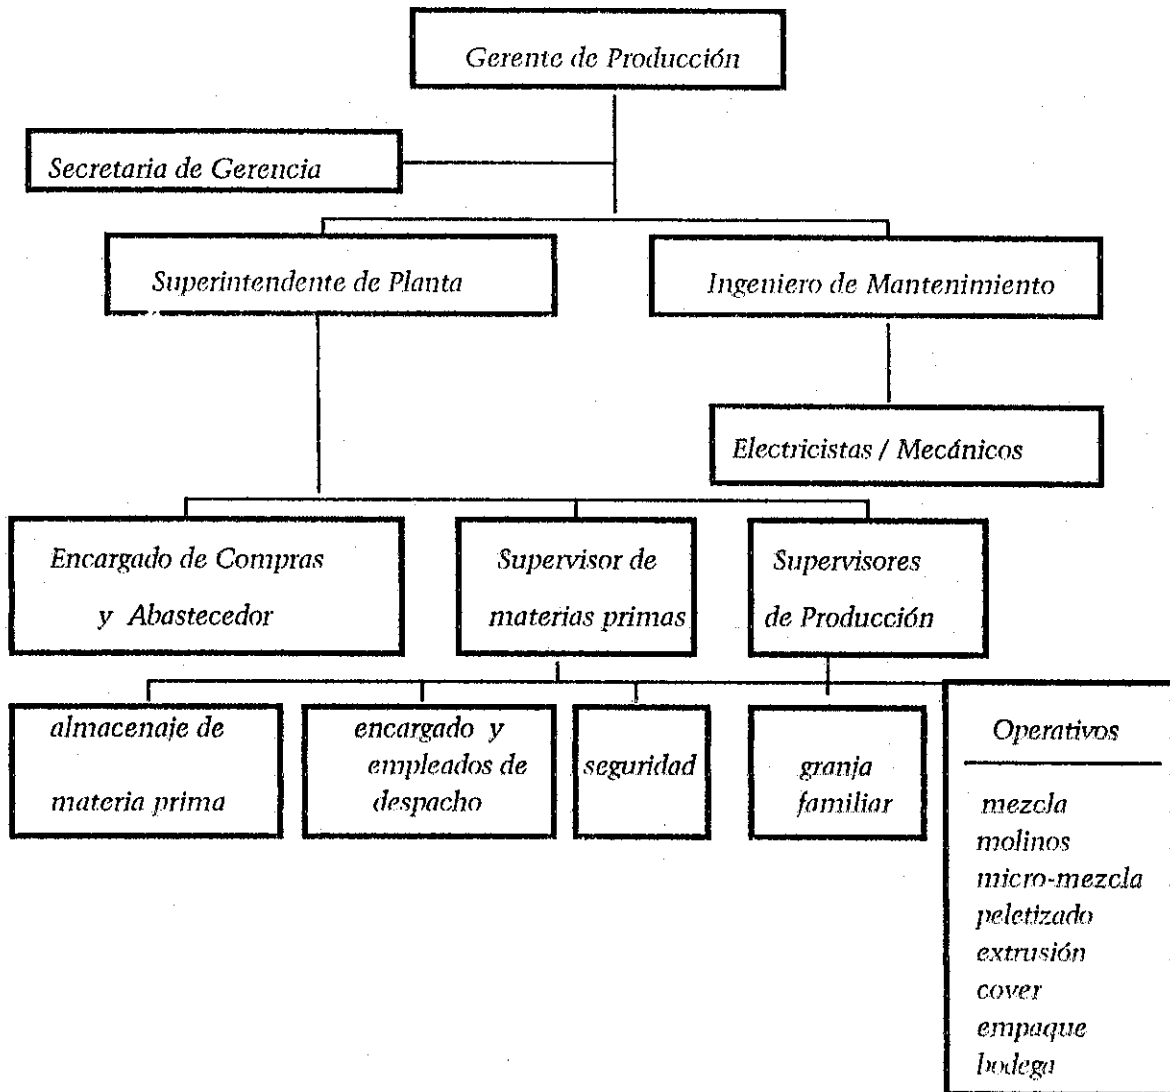 Gerente de Producción
Secretaria de Gerencia
Superintendente de Planta
Ingeniero de Mantenimiento
Electricistas / Mecánicos
Encargado de Compras
y Abastecedor
Supervisor de
materias primas
Supervisores
de Producción
almacenaje de
materia prima
encargado y
empleados de
despacho
seguridad
granja
familiar
Operativos
mezcla
molinos
micro-mezcla
peletizado
extrusión
cover
empaque
bodega